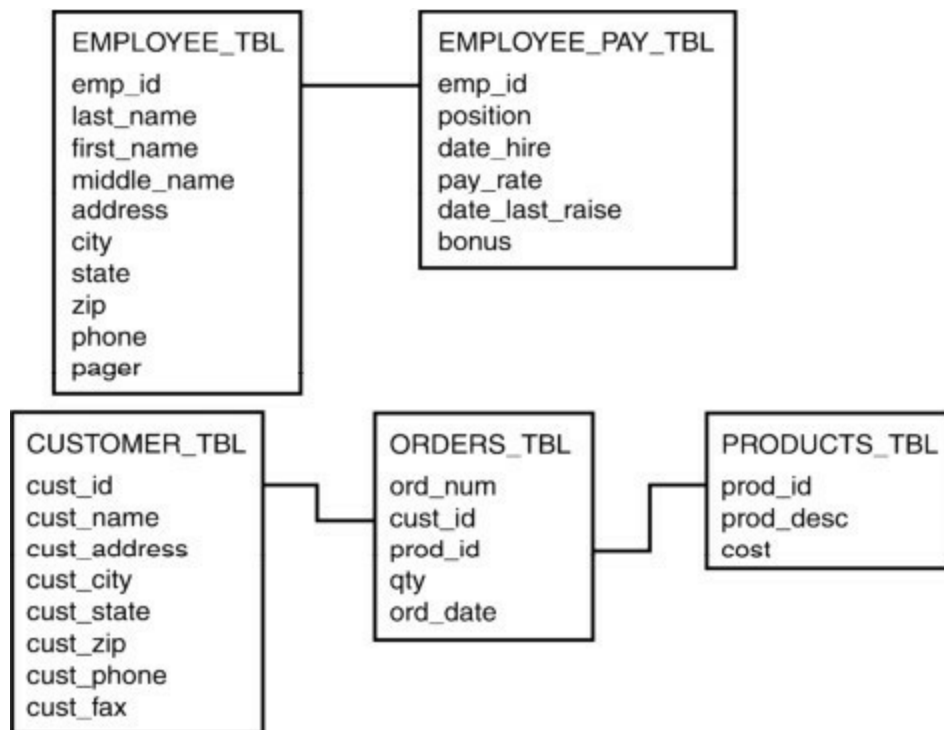 EMPLOYEE_TBL
emp_id
last_name
first_name
middle_name
address
city
state
zip
phone
pager
EMPLOYEE_PAY_TBL
emp_id
position
date_hire
pay_rate
date_last_raise
bonus
CUSTOMER_TBL
cust_id
cust_name
cust_address
cust_city
cust_state
cust_zip
cust_phone
cust_fax
ORDERS_TBL
ord_num
cust_id
prod_id
qty
ord_date
PRODUCTS_TBL
prod_id
prod_desc
cost